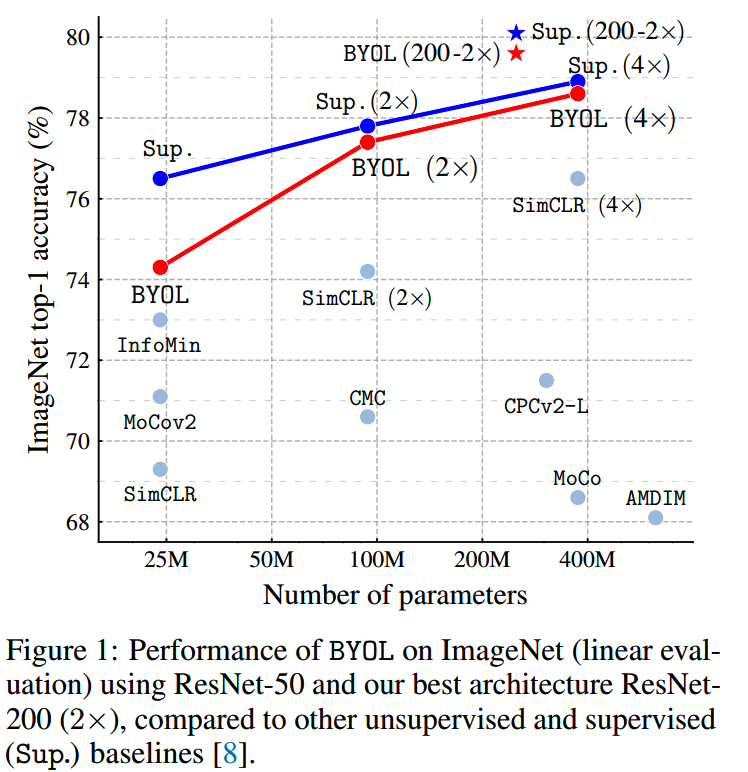 80
78
76
74
72
70
68
ImageNet top-1 accuracy (%)
Sup.(200-2×)
BYOL (200-2×)
Sup.(4×)
Sup.(2×)
BYOL (4×)
Sup.
BYOL (2×)
SimCLR (4×)
BYOL
SimCLR (2×)
InfoMin
CMC
CPCv2-L
MoCov2
MoCo
SimCLR
AMDIM
25M 50M 100M 200M 400M
Number of parameters
Figure 1: Performance of BYOL on ImageNet (linear eval-
uation) using ResNet-50 and our best architecture ResNet-
200 (2×), compared to other unsupervised and supervised
(Sup.) baselines [8].